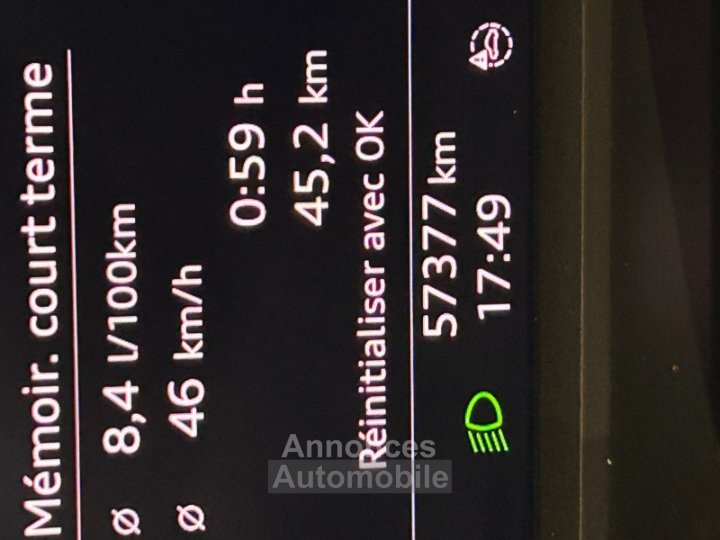 Mémoir. court terme
ø 8,4 l/100km
ø 46 km/h
0:59 h
45,2 km
Réinitialiser avec OK
57377 km
17:49
Annonces
Automobile